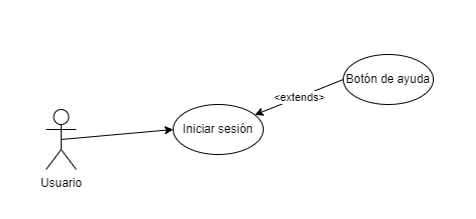 Botón de ayuda
<extends>
Iniciar sesión
Usuario